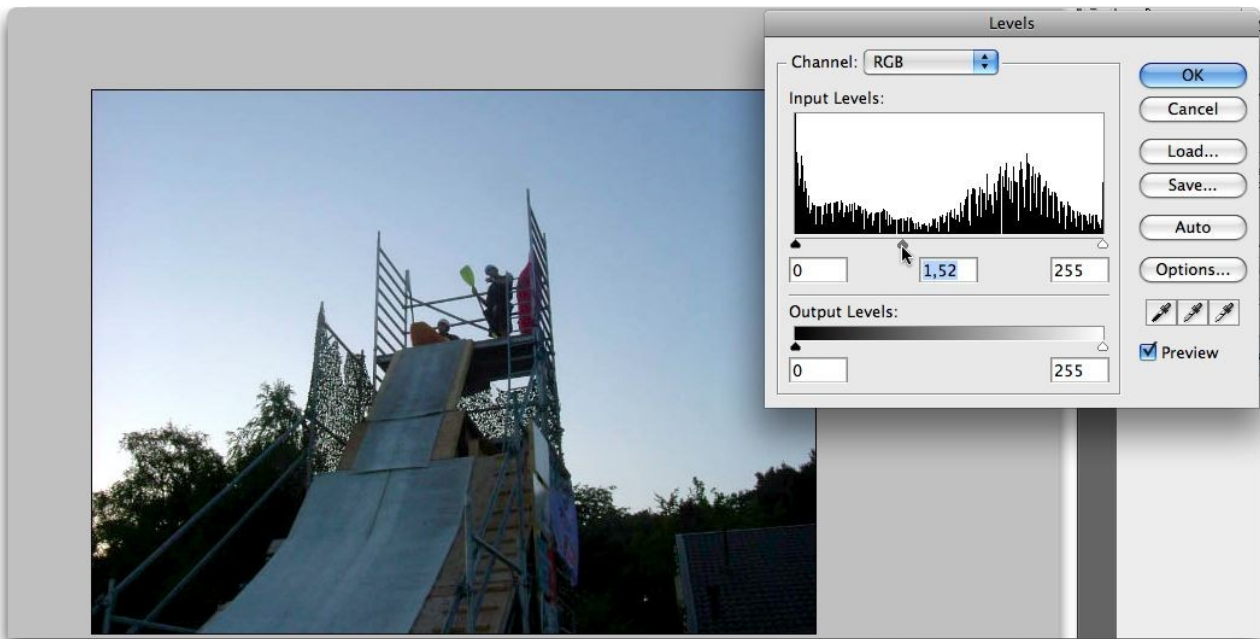 Levels
Channel: RGB
OK
Input Levels:
Cancel
Load...
Save...
Auto
0 1,52 255
Options...
Output Levels:
Preview
0 255